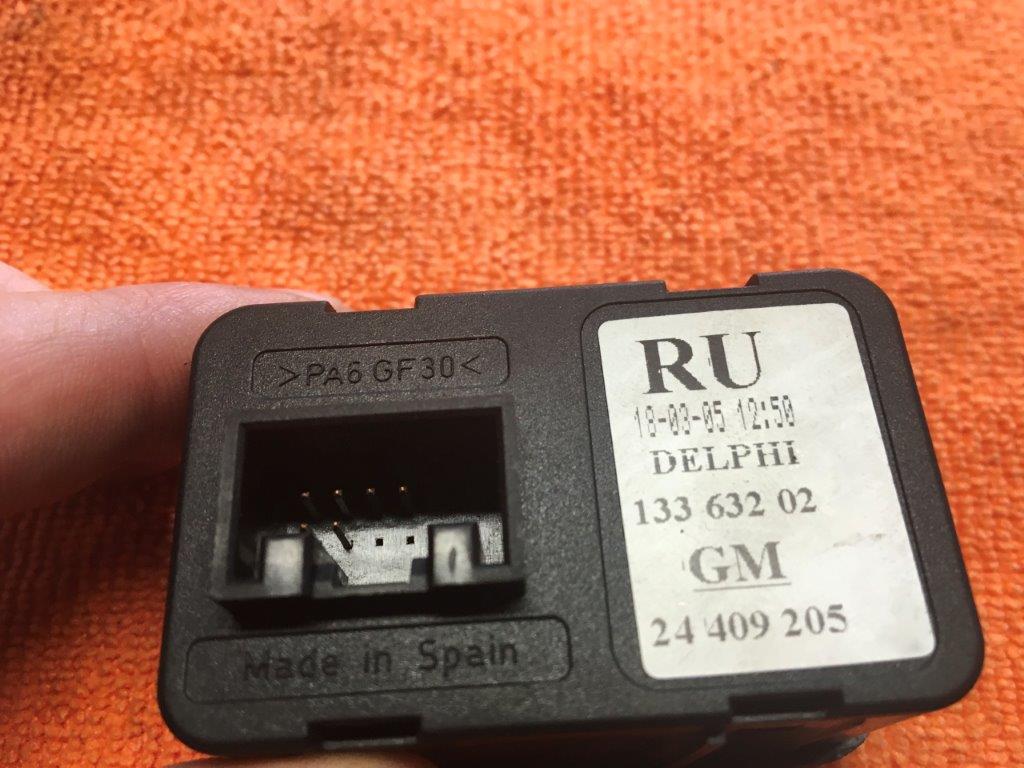 >PA6 GF30<
Made in Spain
RU
18-03-05 12:50
DELPHI
133 632 02
GM
24 409 205